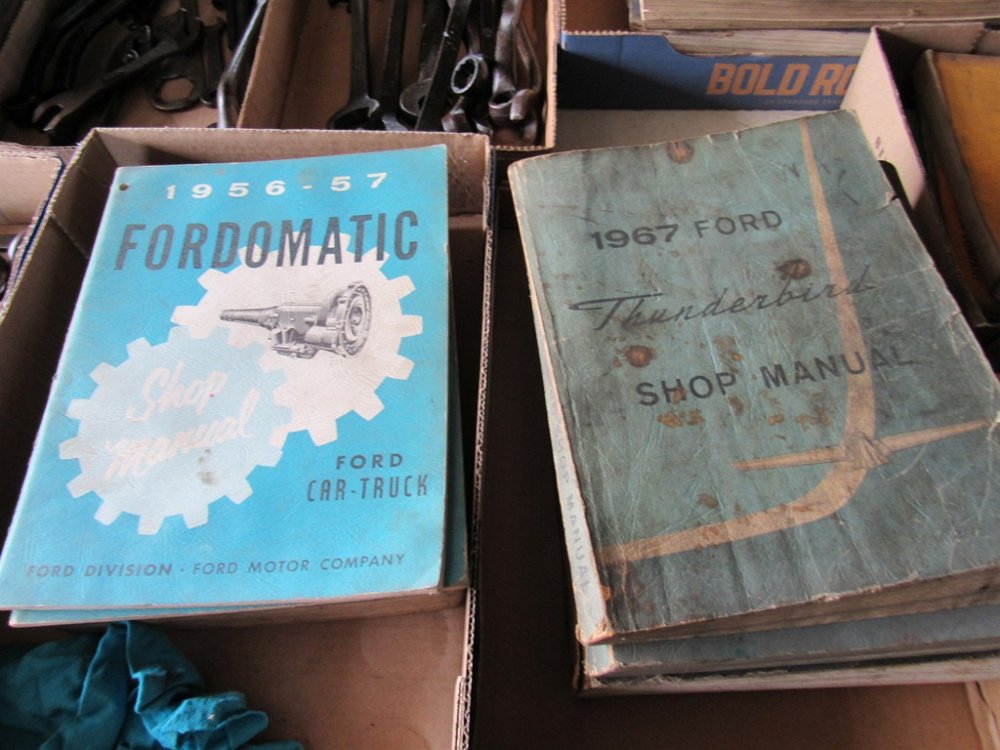 BOLD RO
1956-57
FORDOMATIC
Shop
Manual
FORD
CAR-TRUCK
FORD DIVISION · FORD MOTOR COMPANY
1967 FORD
Thunderbird
SHOP MANUAL
MANUAL